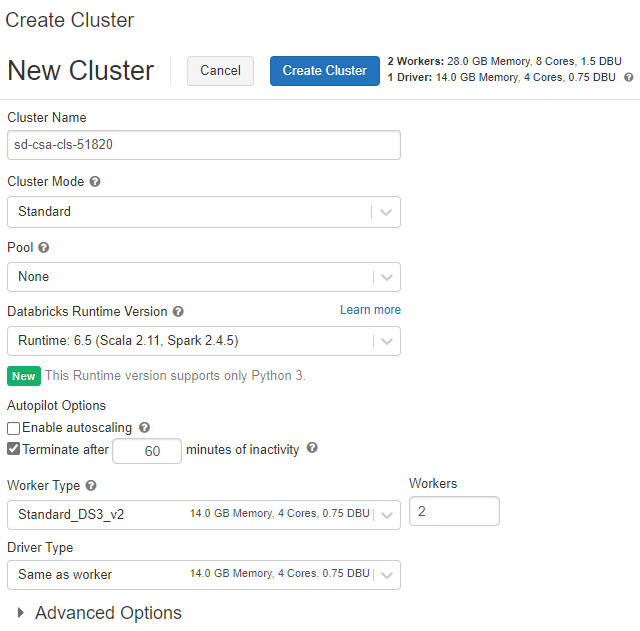 Create Cluster
New Cluster
Cancel
Create Cluster
2 Workers: 28.0 GB Memory, 8 Cores, 1.5 DBU
1 Driver: 14.0 GB Memory, 4 Cores, 0.75 DBU ?
Cluster Name
sd-csa-cls-51820
Cluster Mode ?
Standard
Pool ?
None
Databricks Runtime Version ? Learn more
Runtime: 6.5 (Scala 2.11, Spark 2.4.5)
New This Runtime version supports only Python 3.
Autopilot Options
Enable autoscaling ?
Terminate after 60 minutes of inactivity ?
Worker Type ? Workers
Standard_DS3_v2 14.0 GB Memory, 4 Cores, 0.75 DBU 2
Driver Type
Same as worker 14.0 GB Memory, 4 Cores, 0.75 DBU
Advanced Options